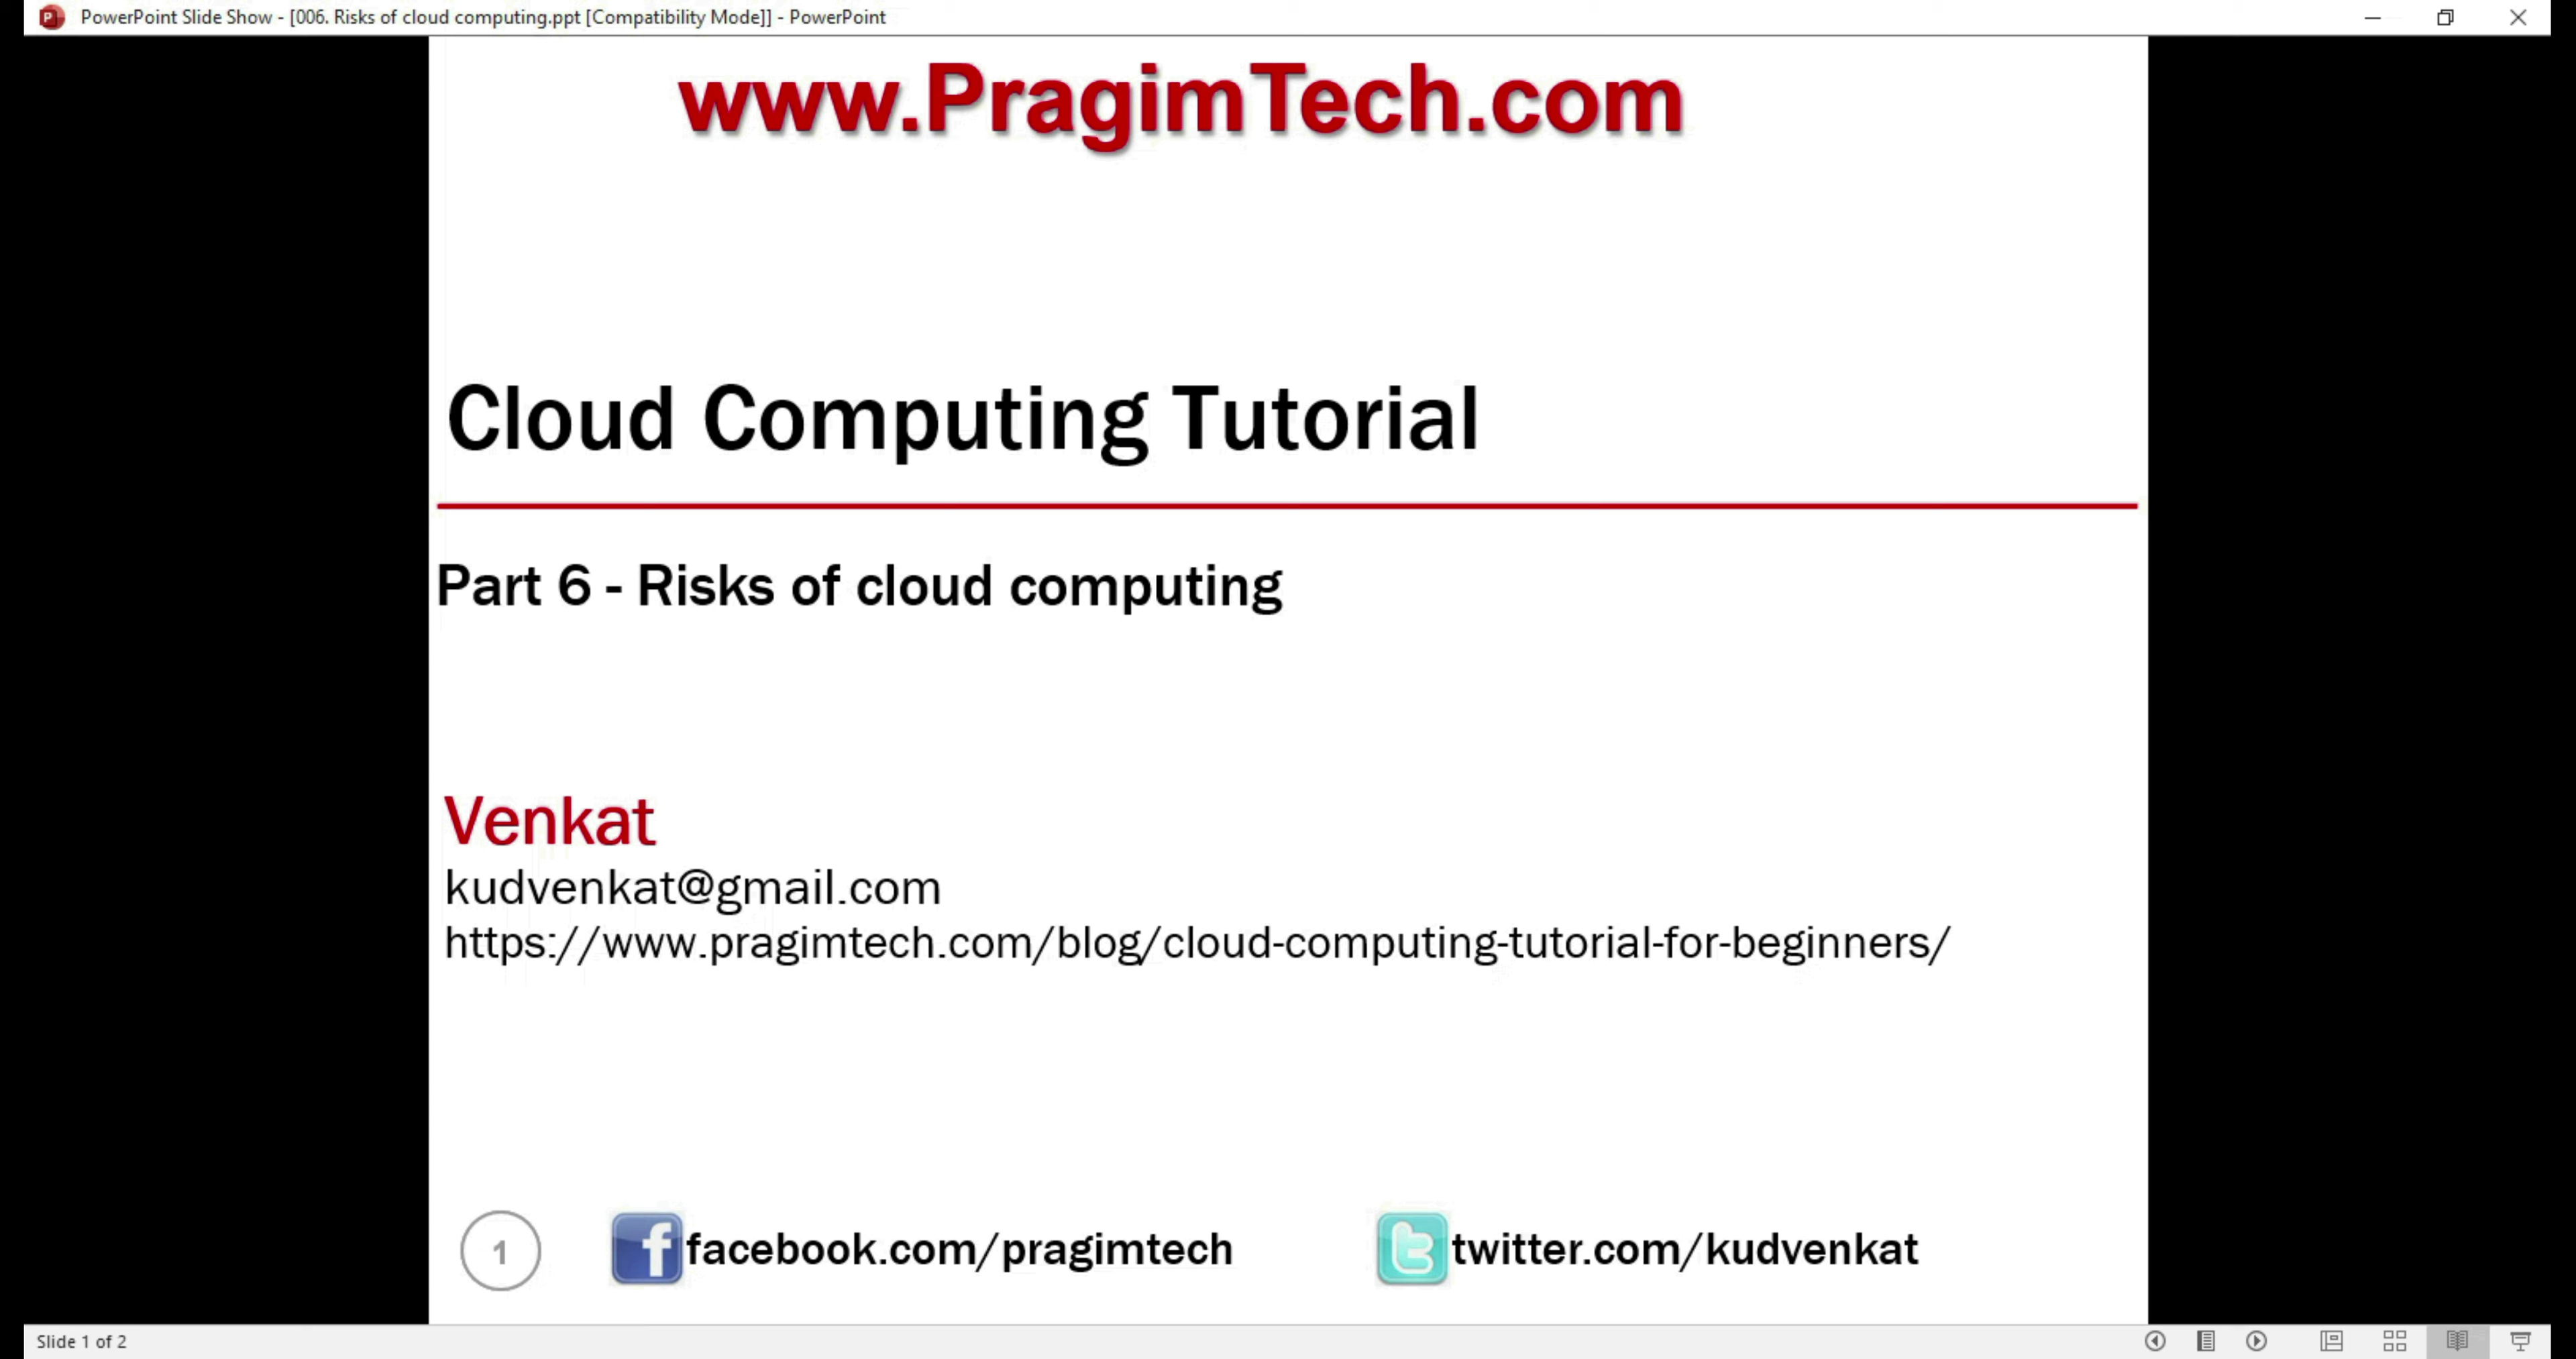 PowerPoint Slide Show - [006. Risks of cloud computing.ppt [Compatibility Mode]] - PowerPoint
www.PragimTech.com
Cloud Computing Tutorial
Part 6 - Risks of cloud computing
Venkat
kudvenkat@gmail.com
https://www.pragimtech.com/blog/cloud-computing-tutorial-for-beginners/
1
facebook.com/pragimtech
twitter.com/kudvenkat
Slide 1 of 2